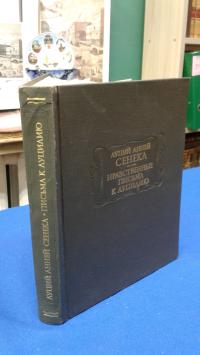 ЛУЦИЙ АННЕЙ СЕНЕКА • ПИСЬМА К ЛУЦИЛИЮ
ЛУЦИЙ АННЕЙ
СЕНЕКА
НРАВСТВЕННЫЕ
ПИСЬМА
К ЛУЦИЛИЮ